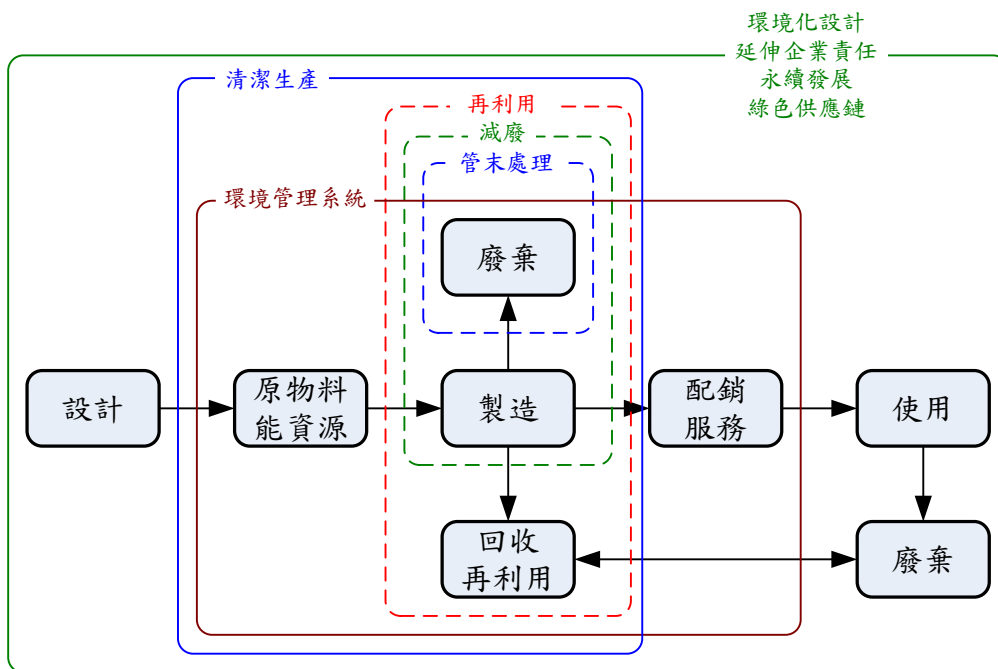 環境化設計
延伸企業責任
永續發展
綠色供應鏈
清潔生產
再利用
減廢
管末處理
環境管理系統
廢棄
設計
原物料
能資源
製造
配銷
服務
使用
回收
再利用
廢棄